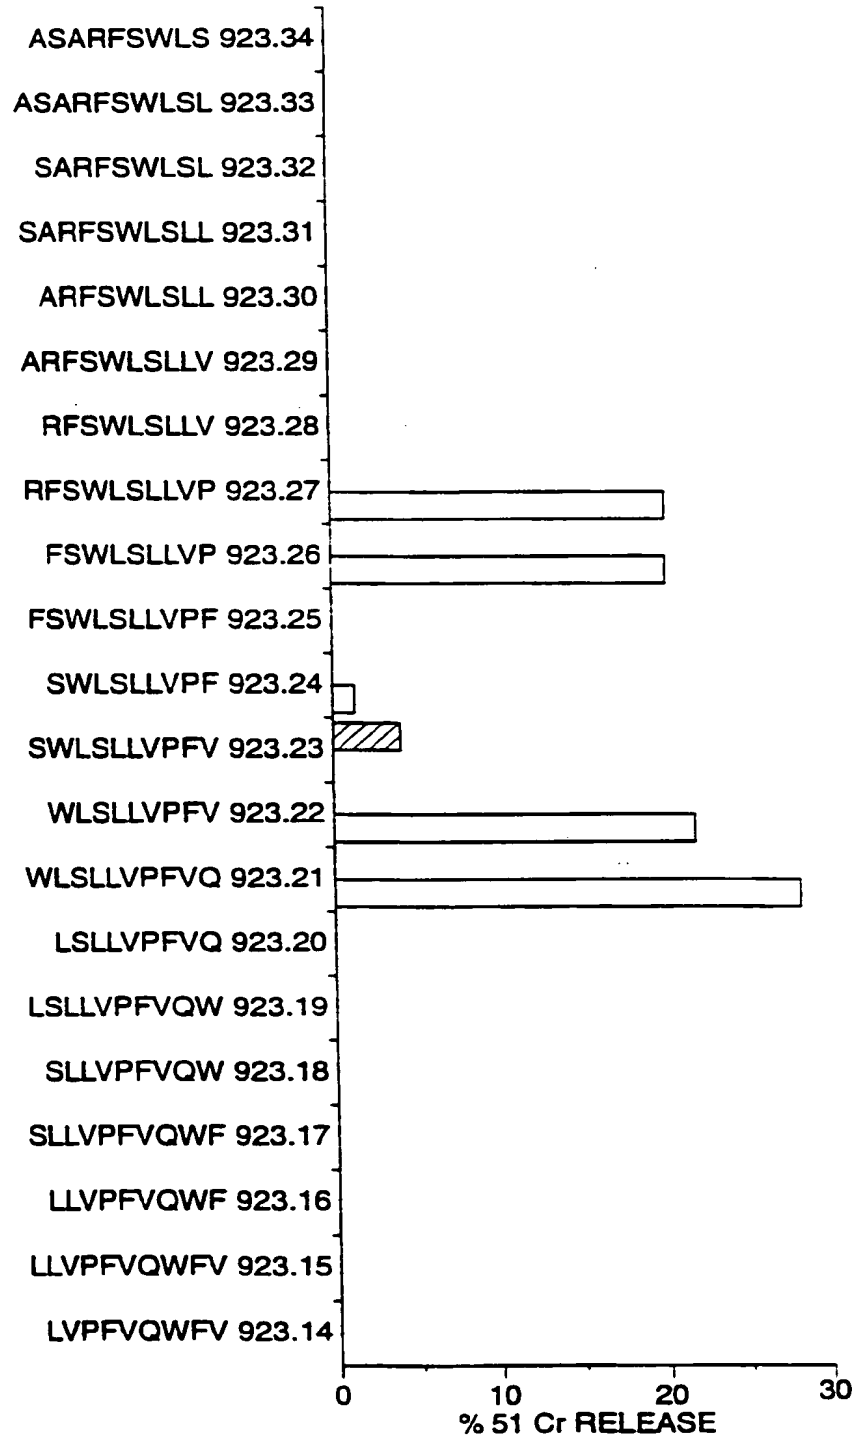 ASARFSWLS 923.34
ASARFSWLSL 923.33
SARFSWLSL 923.32
SARFSWLSLL 923.31
ARFSWLSLL 923.30
ARFSWLSLLV 923.29
RFSWLSLLV 923.28
RFSWLSLLVP 923.27
FSWLSLLVP 923.26
FSWLSLLVPF 923.25
SWLSLLVPF 923.24
SWLSLLVPFV 923.23
WLSLLVPFV 923.22
WLSLLVPFVQ 923.21
LSLLVPFVQ 923.20
LSLLVPFVQW 923.19
SLLVPFVQW 923.18
SLLVPFVQWF 923.17
LLVPFVQWF 923.16
LLVPFVQWFV 923.15
LVPFVQWFV 923.14
0 10 20 30
% 51 Cr RELEASE